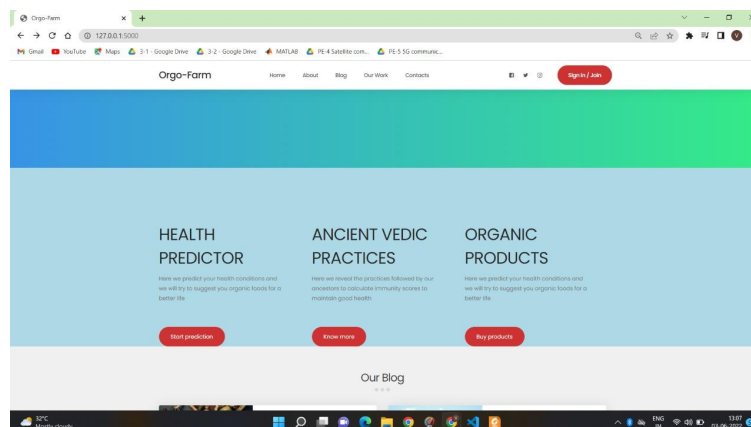 Orgo-Farm
127.0.0.1:5000
Gmail YouTube Maps 3-1 - Google Drive 3-2 - Google Drive MATLAB PE-4 Satellite com... PE-5 5G communic...
Orgo-Farm Home About Blog Our Work Contacts Sign In / Join
HEALTH
PREDICTOR
Here we predict your health conditions and
we will try to suggest you organic foods for a
better life
Start prediction
ANCIENT VEDIC
PRACTICES
Here we reveal the practices followed by our
ancestors to calculate immunity scores to
maintain good health
Know more
ORGANIC
PRODUCTS
Here we predict your health conditions and
we will try to suggest you organic foods for a
better life
Buy products
Our Blog
32°C
Mostly cloudy
ENG
IN
13:07
03-06-2022